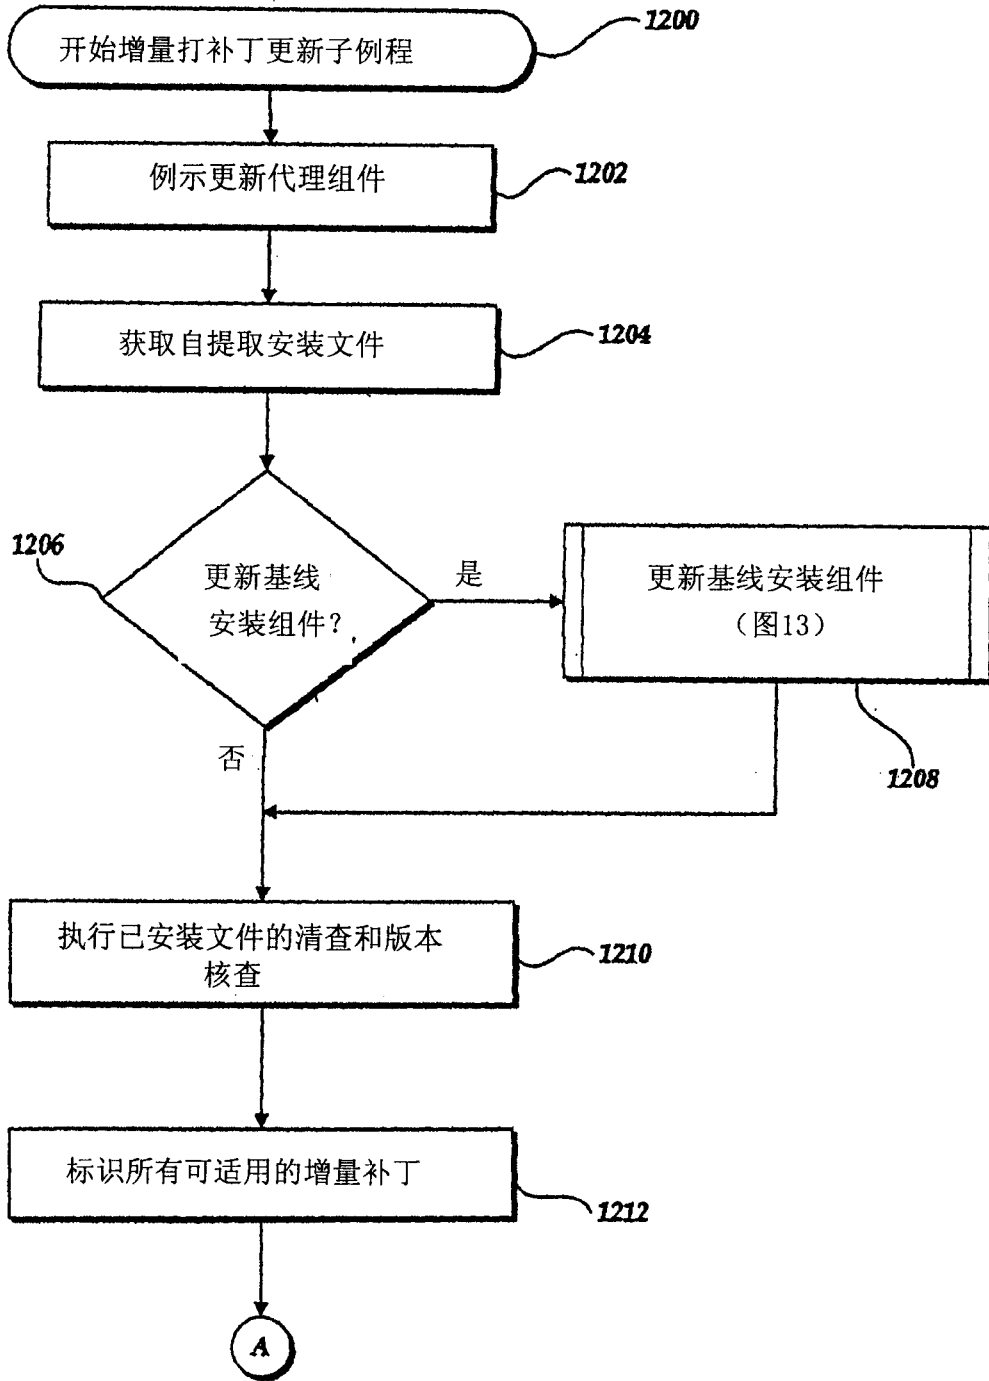 开始增量打补丁更新子例程
1200
例示更新代理组件
1202
获取自提取安装文件
1204
1206
更新基线
安装组件？
是
更新基线安装组件
（图13）
否
1208
执行已安装文件的清查和版本
核查
1210
标识所有可适用的增量补丁
1212
A